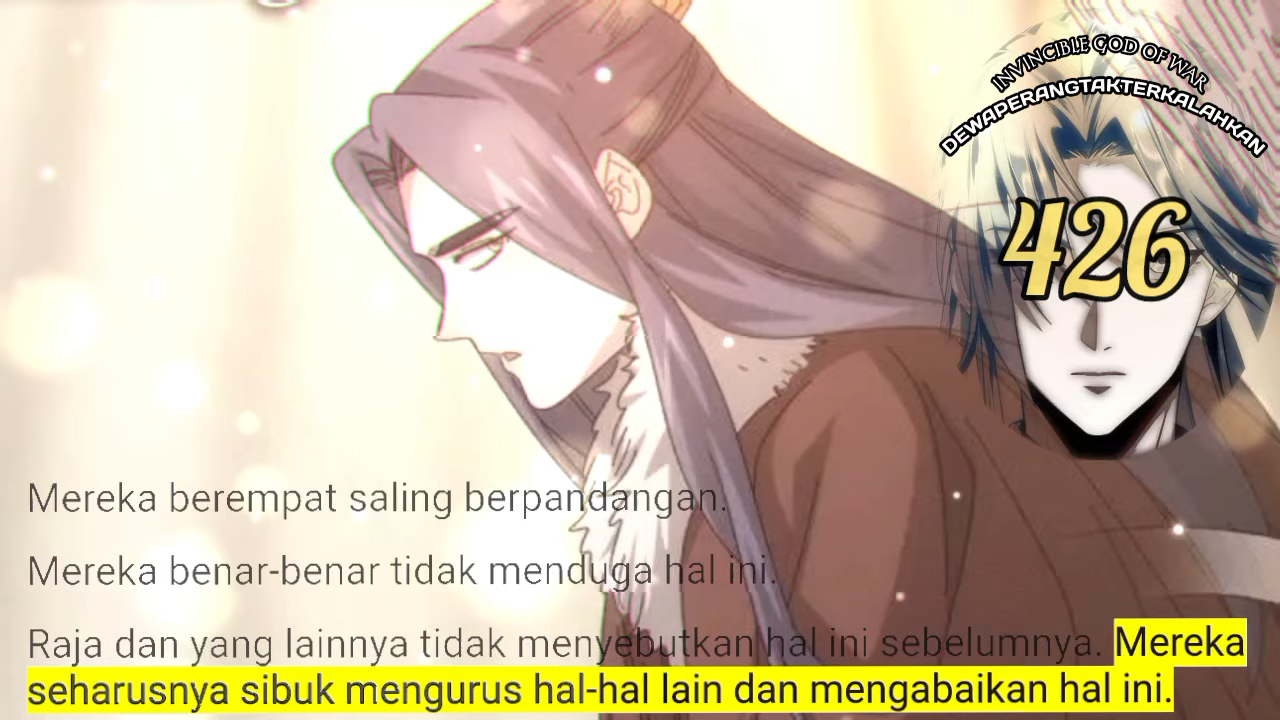 INVINCIBLE GOD OF WAR
DEWAPERANGTAKTERKALAHKAN
426
Mereka berempat saling berpandangan.
Mereka benar-benar tidak menduga hal ini.
Raja dan yang lainnya tidak menyebutkan hal ini sebelumnya. Mereka
seharusnya sibuk mengurus hal-hal lain dan mengabaikan hal ini.